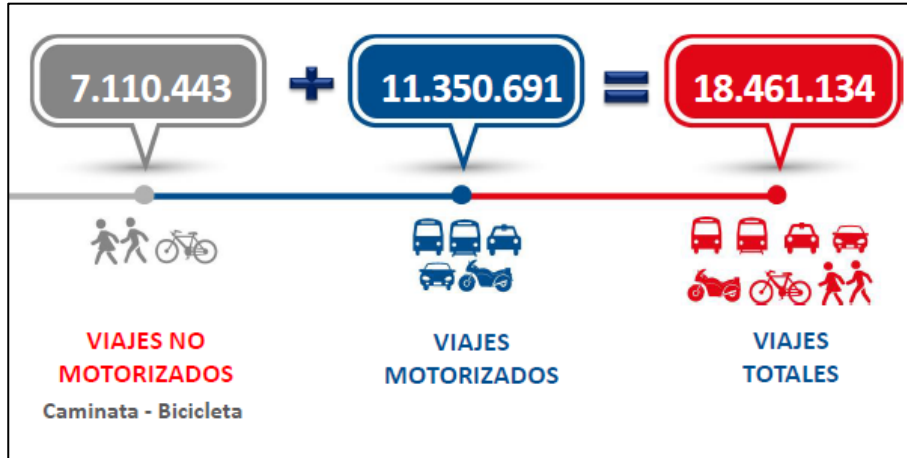 7.110.443 + 11.350.691 = 18.461.134
VIAJES NO
MOTORIZADOS
Caminata - Bicicleta
VIAJES
MOTORIZADOS
VIAJES
TOTALES